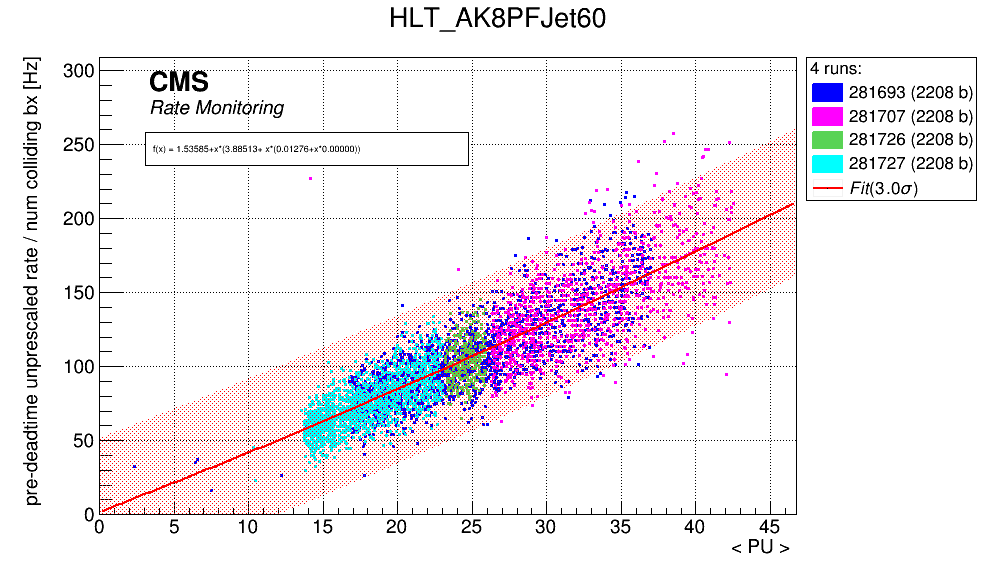 HLT_AK8PFJet60
pre-deadtime unprescaled rate / num colliding bx [Hz]
CMS
Rate Monitoring
f(x) = 1.53585+x*(3.88513+ x*(0.01276+x*0.00000))
300
250
200
150
100
50
0
0 5 10 15 20 25 30 35 40 45
< PU >
4 runs:
281693 (2208 b)
281707 (2208 b)
281726 (2208 b)
281727 (2208 b)
Fit(3.0σ)